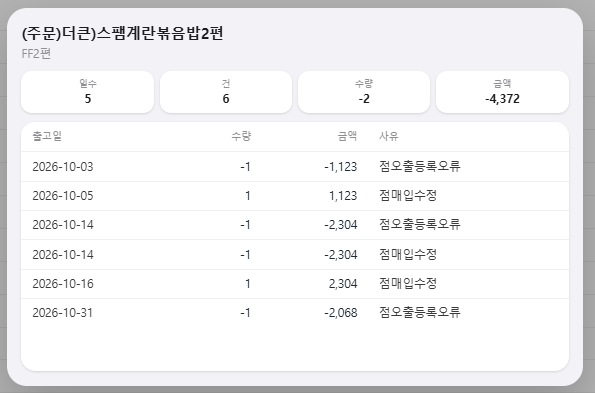 (주문)더큰)스팸계란볶음밥2편
FF2편
일수 건 수량 금액
5 6 -2 -4,372
출고일 수량 금액 사유
2026-10-03 -1 -1,123 점오출등록오류
2026-10-05 1 1,123 점매입수정
2026-10-14 -1 -2,304 점오출등록오류
2026-10-14 -1 -2,304 점매입수정
2026-10-16 1 2,304 점매입수정
2026-10-31 -1 -2,068 점오출등록오류